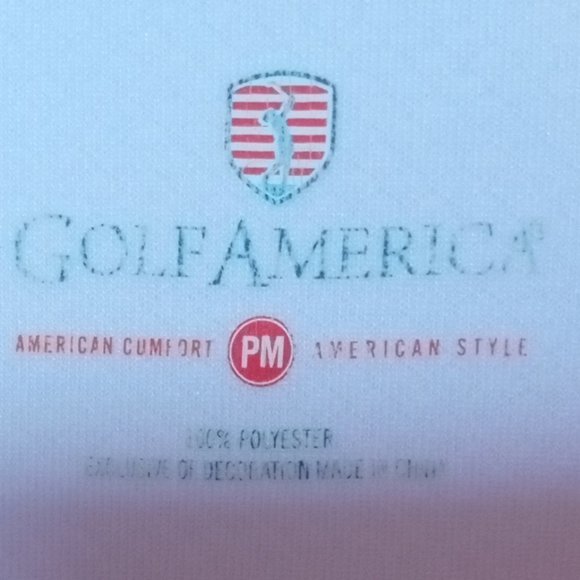 GOLFAMERICA
AMERICAN COMFORT PM AMERICAN STYLE
100% POLYESTER
EXCLUSIVE OF DECORATION MADE IN CHINA